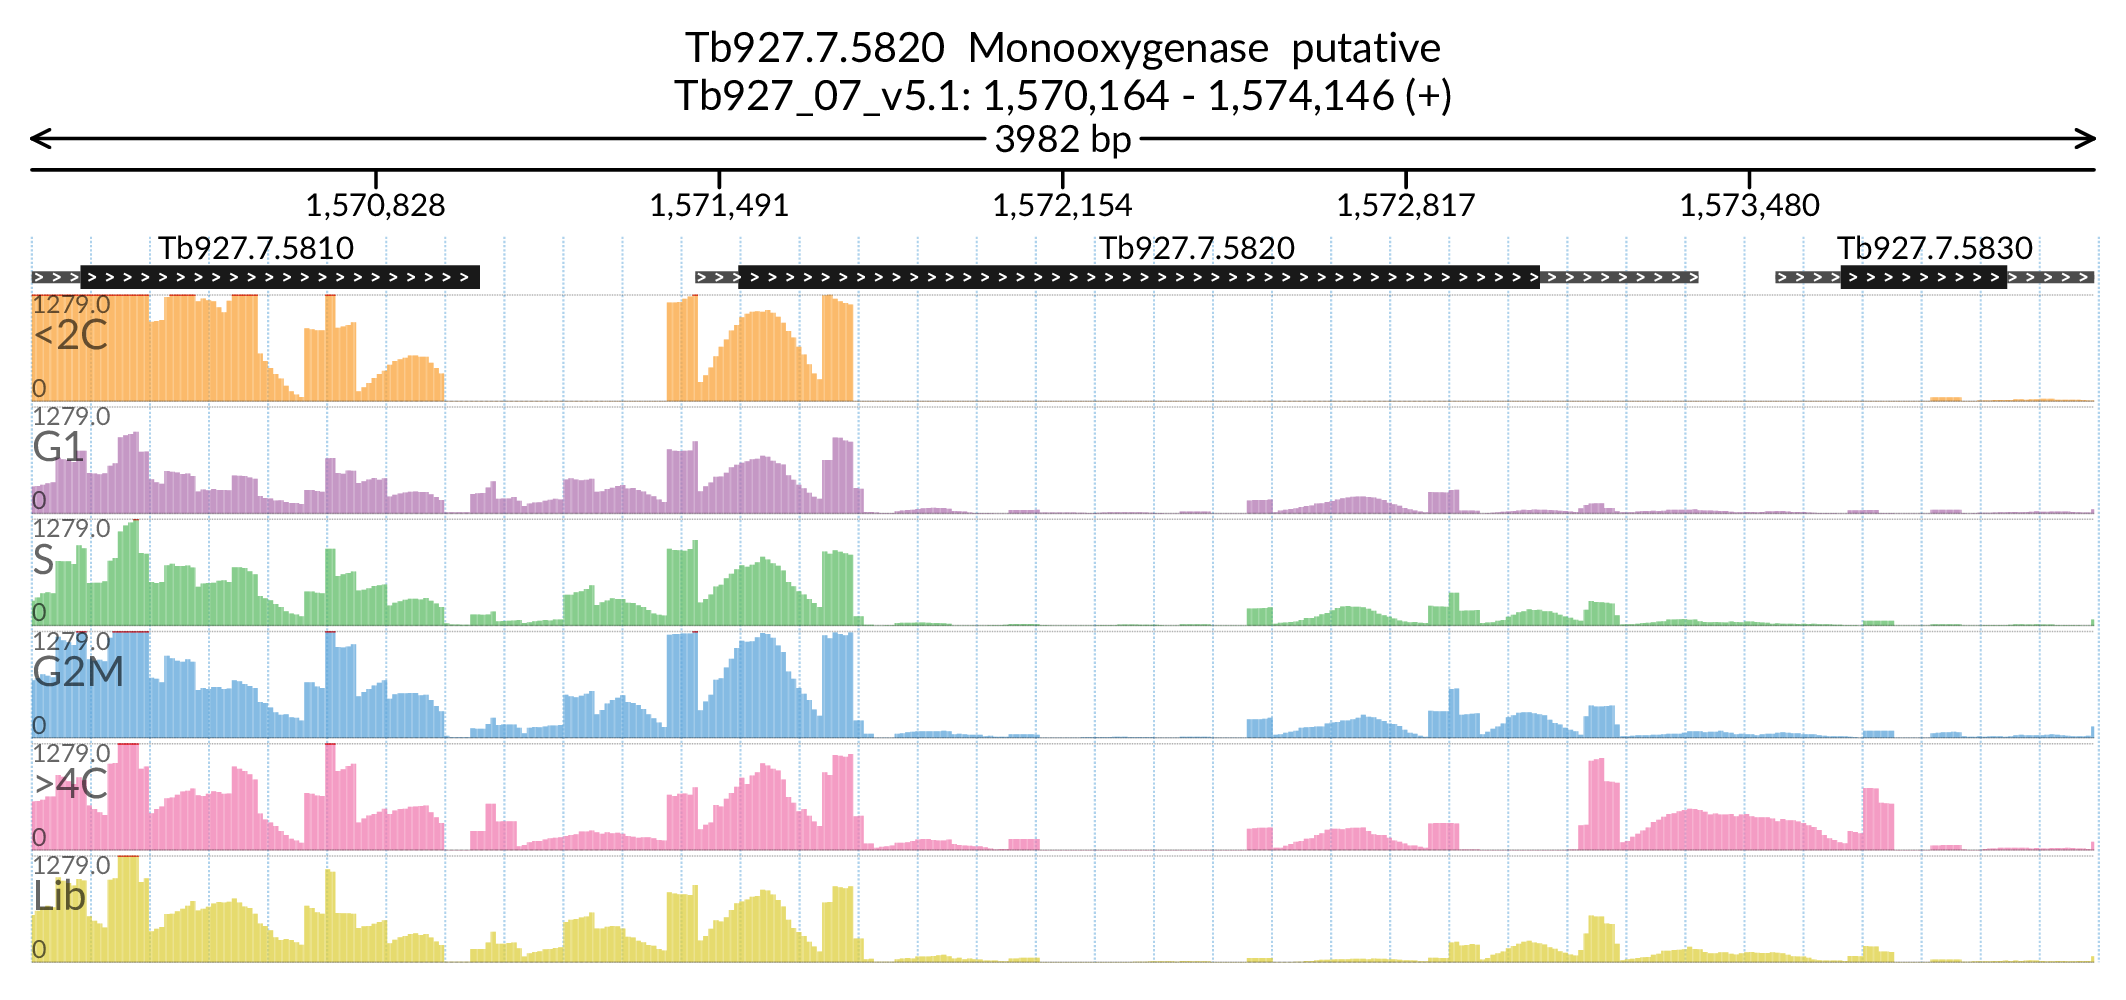 Tb927.7.5820 Monooxygenase putative
Tb927_07_v5.1: 1,570,164 - 1,574,146 (+)
3982 bp
1,570,828 1,571,491 1,572,154 1,572,817 1,573,480
Tb927.7.5810 Tb927.7.5820 Tb927.7.5830
1279.0
<2C
0
1279.0
G1
0
1279.0
S
0
1279.0
G2M
0
1279.0
>4C
0
1279.0
Lib
0